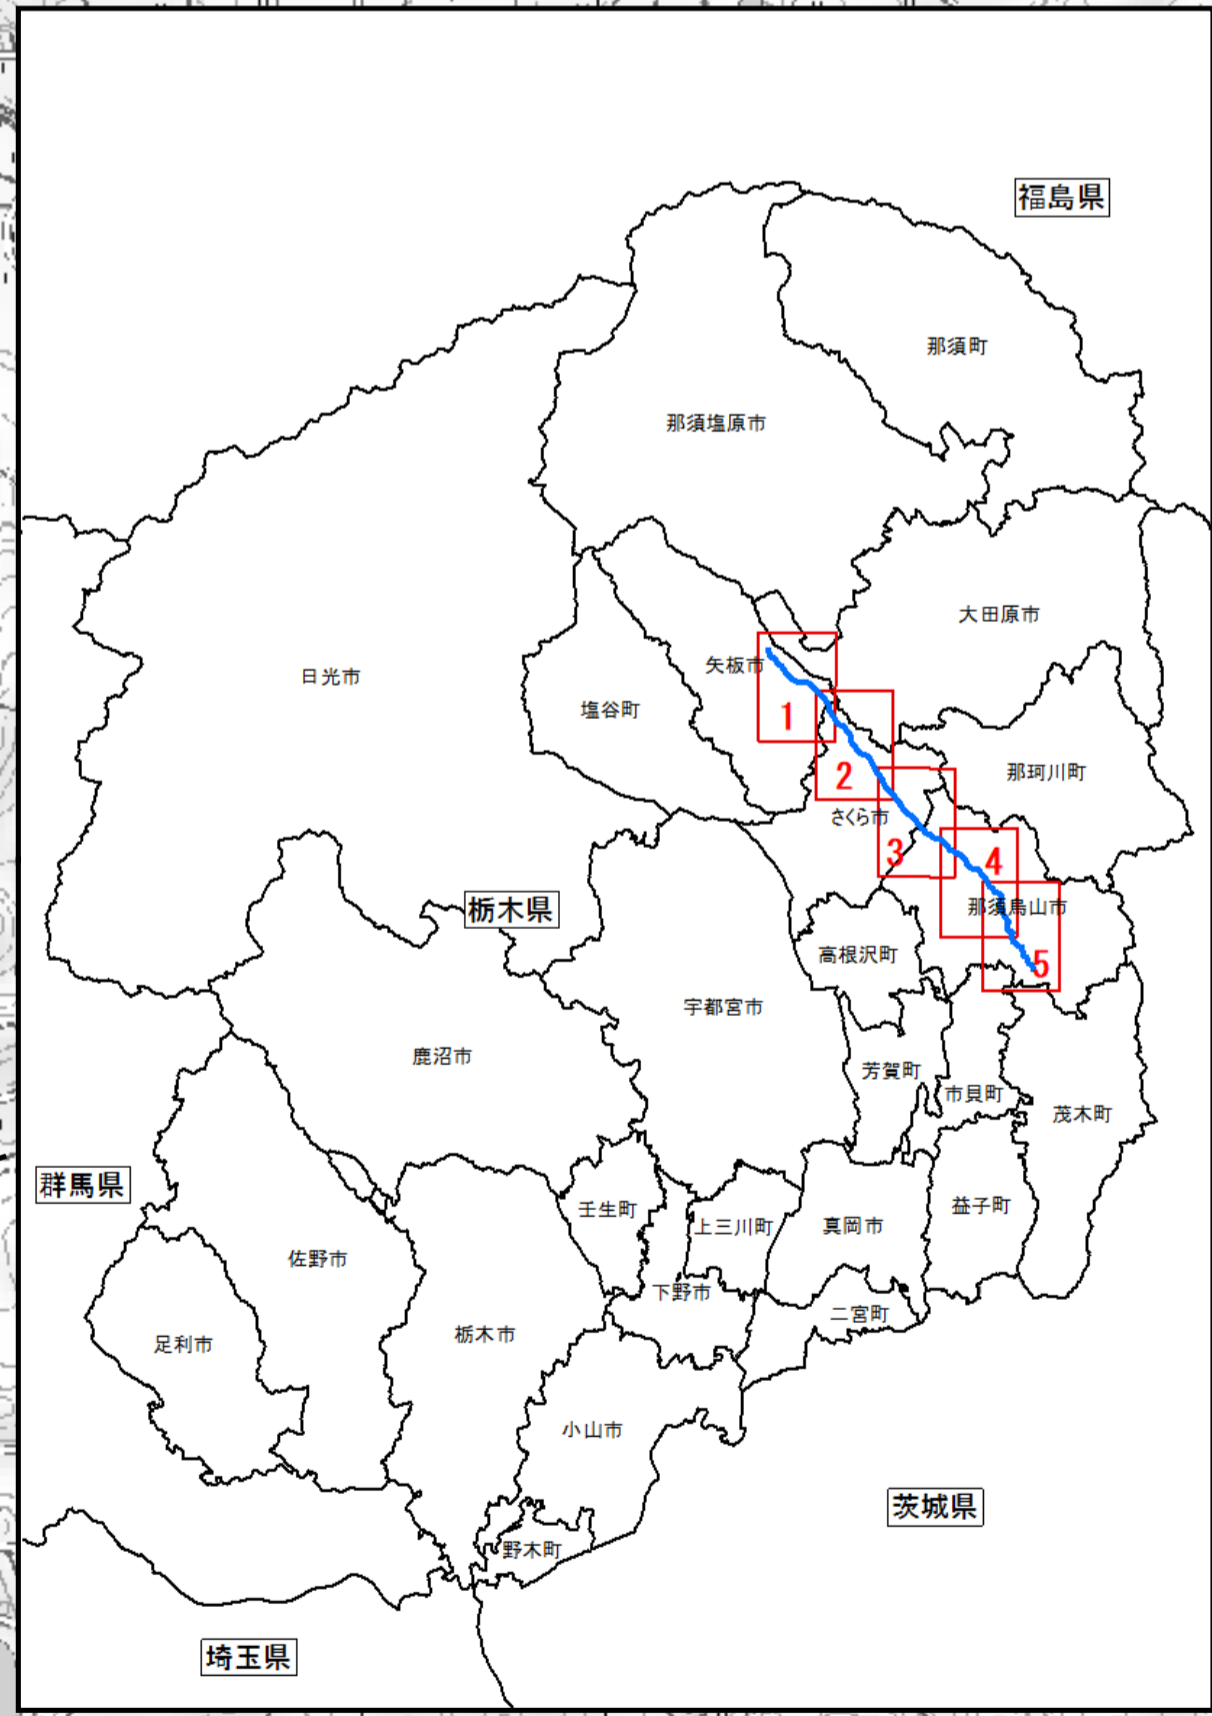 福島県
那須町
那須塩原市
大田原市
矢板市
日光市
塩谷町
1
那珂川町
2
さくら市
3
4
那須烏山市
栃木県
高根沢町
5
宇都宮市
鹿沼市
芳賀町
市貝町
茂木町
群馬県
壬生町
益子町
上三川町
真岡市
佐野市
下野市
二宮町
栃木市
足利市
小山市
茨城県
野木町
埼玉県